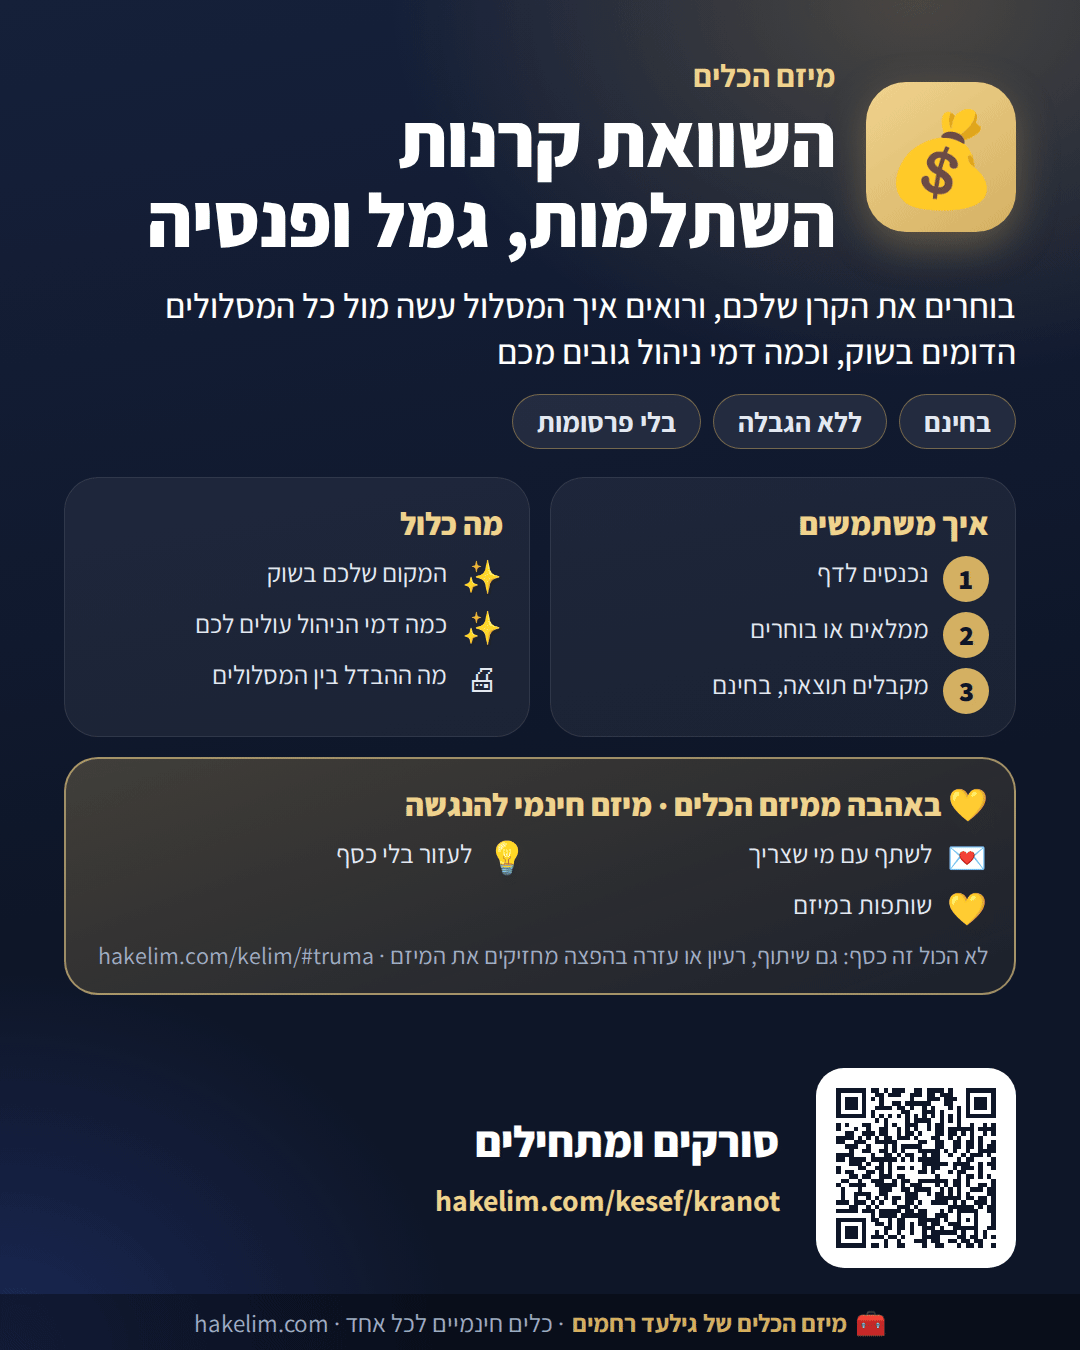 מיזם הכלים
השוואת קרנות
השתלמות, גמל ופנסיה
בוחרים את הקרן שלכם, ורואים איך המסלול עשה מול כל המסלולים
הדומים בשוק, וכמה דמי ניהול גובים מכם
בחינם
ללא הגבלה
בלי פרסומות
איך משתמשים
1 נכנסים לדף
2 ממלאים או בוחרים
3 מקבלים תוצאה, בחינם
מה כלול
המקום שלכם בשוק
כמה דמי הניהול עולים לכם
מה ההבדל בין המסלולים
באהבה ממיזם הכלים · מיזם חינמי להנגשה
לשתף עם מי שצריך
לעזור בלי כסף
שותפות במיזם
לא הכול זה כסף: גם שיתוף, רעיון או עזרה בהפצה מחזיקים את המיזם · hakelim.com/kelim/#truma
סורקים ומתחילים
hakelim.com/kesef/kranot
מיזם הכלים של גילעד רחמים · כלים חינמיים לכל אחד · hakelim.com